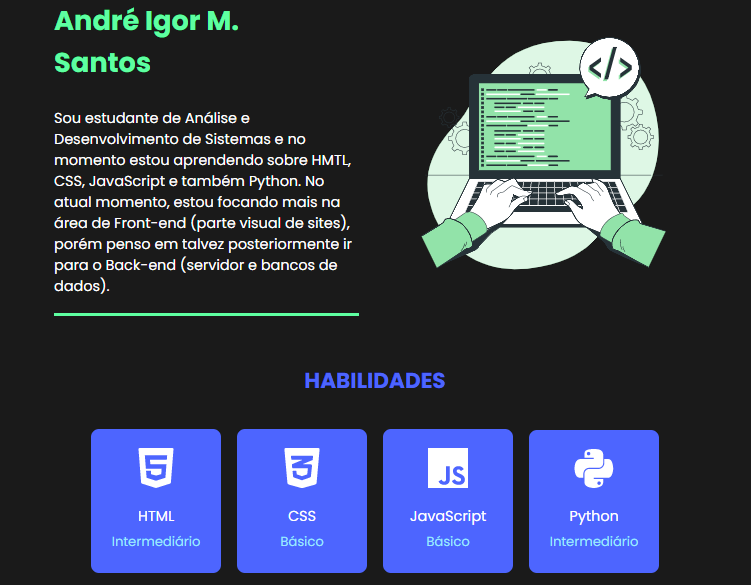 André Igor M.
Santos
Sou estudante de Análise e
Desenvolvimento de Sistemas e no
momento estou aprendendo sobre HMTL,
CSS, JavaScript e também Python. No
atual momento, estou focando mais na
área de Front-end (parte visual de sites),
porém penso em talvez posteriormente ir
para o Back-end (servidor e bancos de
dados).
</>
HABILIDADES
5
3
JS
HTML
CSS
JavaScript
Python
Intermediário
Básico
Básico
Intermediário